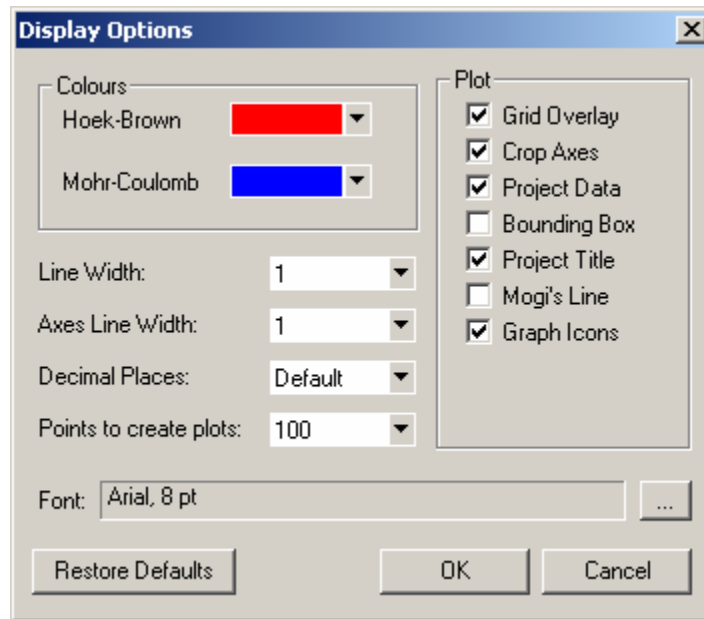 Display Options
Colours
Hoek-Brown
Mohr-Coulomb
Line Width: 1
Axes Line Width: 1
Decimal Places: Default
Points to create plots: 100
Plot
Grid Overlay
Crop Axes
Project Data
Bounding Box
Project Title
Mogi's Line
Graph Icons
Font: Arial, 8 pt ...
Restore Defaults OK Cancel